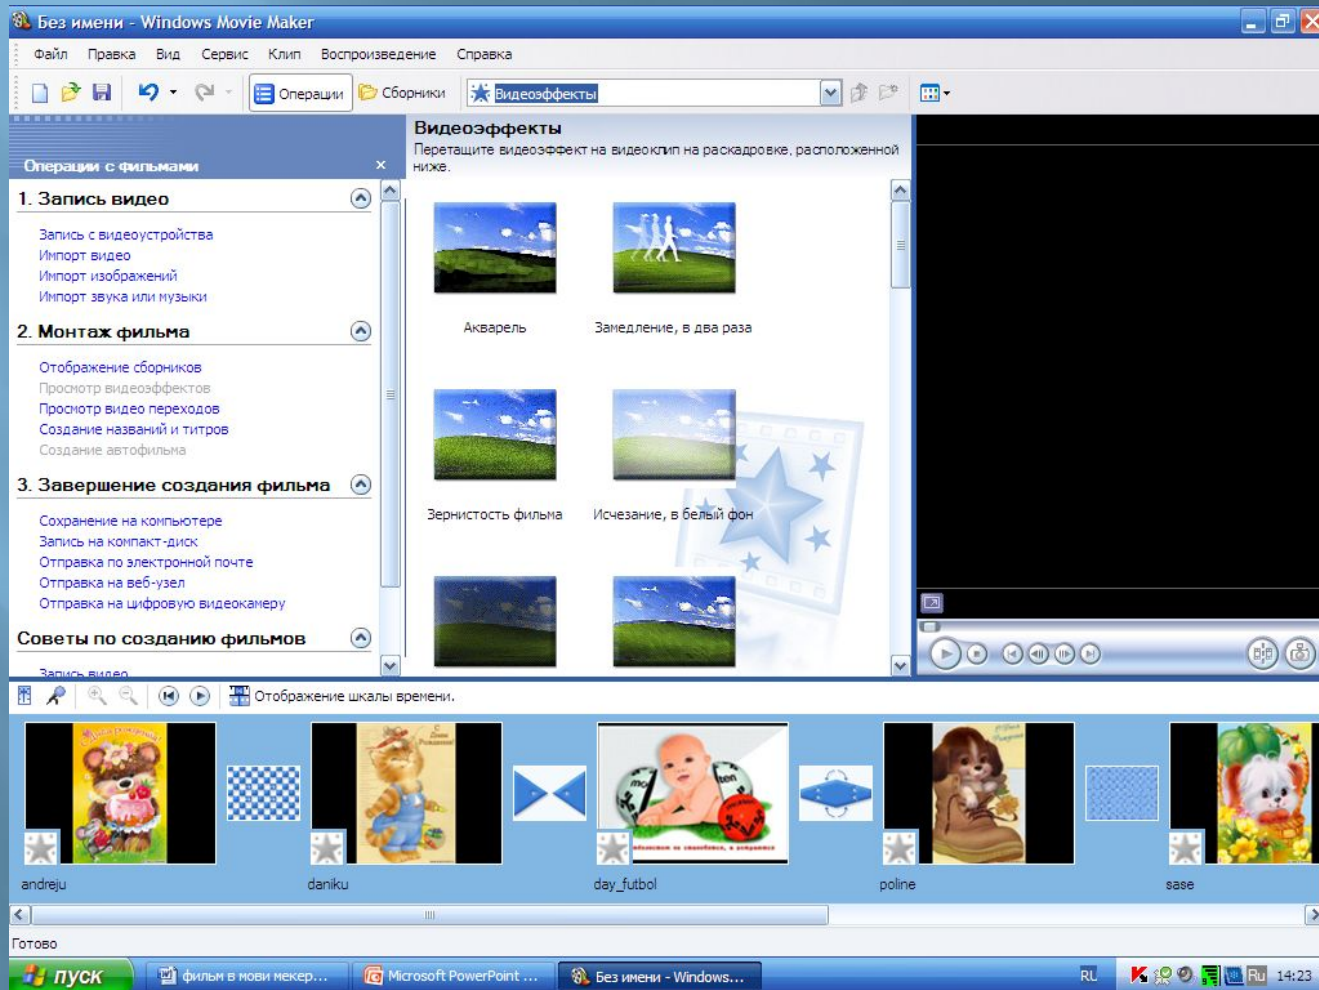 Без имени - Windows Movie Maker
Файл Правка Вид Сервис Клип Воспроизведение Справка
Операции Сборники Видеоэффекты
Операции с фильмами
1. Запись видео
Запись с видеоустройства
Импорт видео
Импорт изображений
Импорт звука или музыки
2. Монтаж фильма
Отображение сборников
Просмотр видеоэффектов
Просмотр видео переходов
Создание названий и титров
Создание автофильма
3. Завершение создания фильма
Сохранение на компьютере
Запись на компакт-диск
Отправка по электронной почте
Отправка на веб-узел
Отправка на цифровую видеокамеру
Советы по созданию фильмов
Запись видео
Видеоэффекты
Перетащите видеоэффект на видеоклип на раскадровке, расположенной
ниже.
Акварель Замедление, в два раза
Зернистость фильма Исчезание, в белый фон
Отображение шкалы времени.
С Днем
Рождения!
andreju daniku day_futbol poline sase
Готово
пуск фильм в мови мекер... Microsoft PowerPoint ... Без имени - Windows... RU Ru 14:23